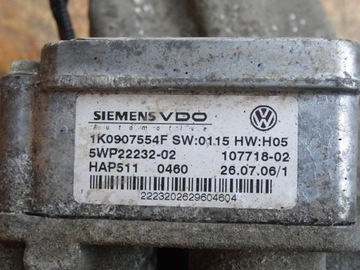 SIEMENS VDO
Automotive
1K0907554F SW:0115 HW:H05
5WP22232-02 107718-02
HAP511 0460 26.07.06/1
2223202629604604